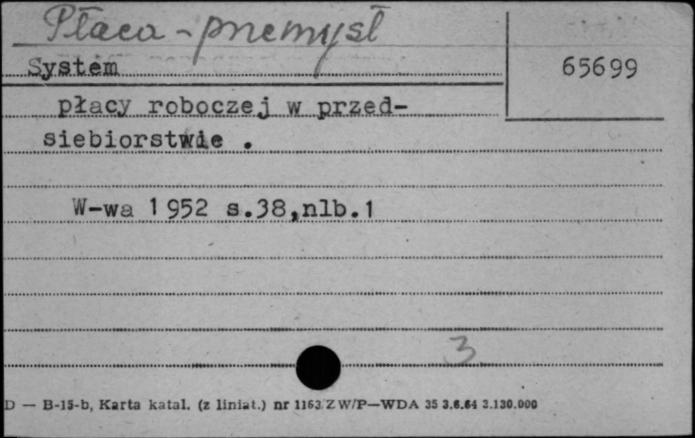 Płaca - przemysł
System
65699
płacy roboczej w przed-
siebiorstwie .
W-wa 1952 s.38,nlb.1
3
D — B-15-b, Karta katal. (z liniat.) nr 1163 ZW/P—WDA 35 3.6.64 3.130.000